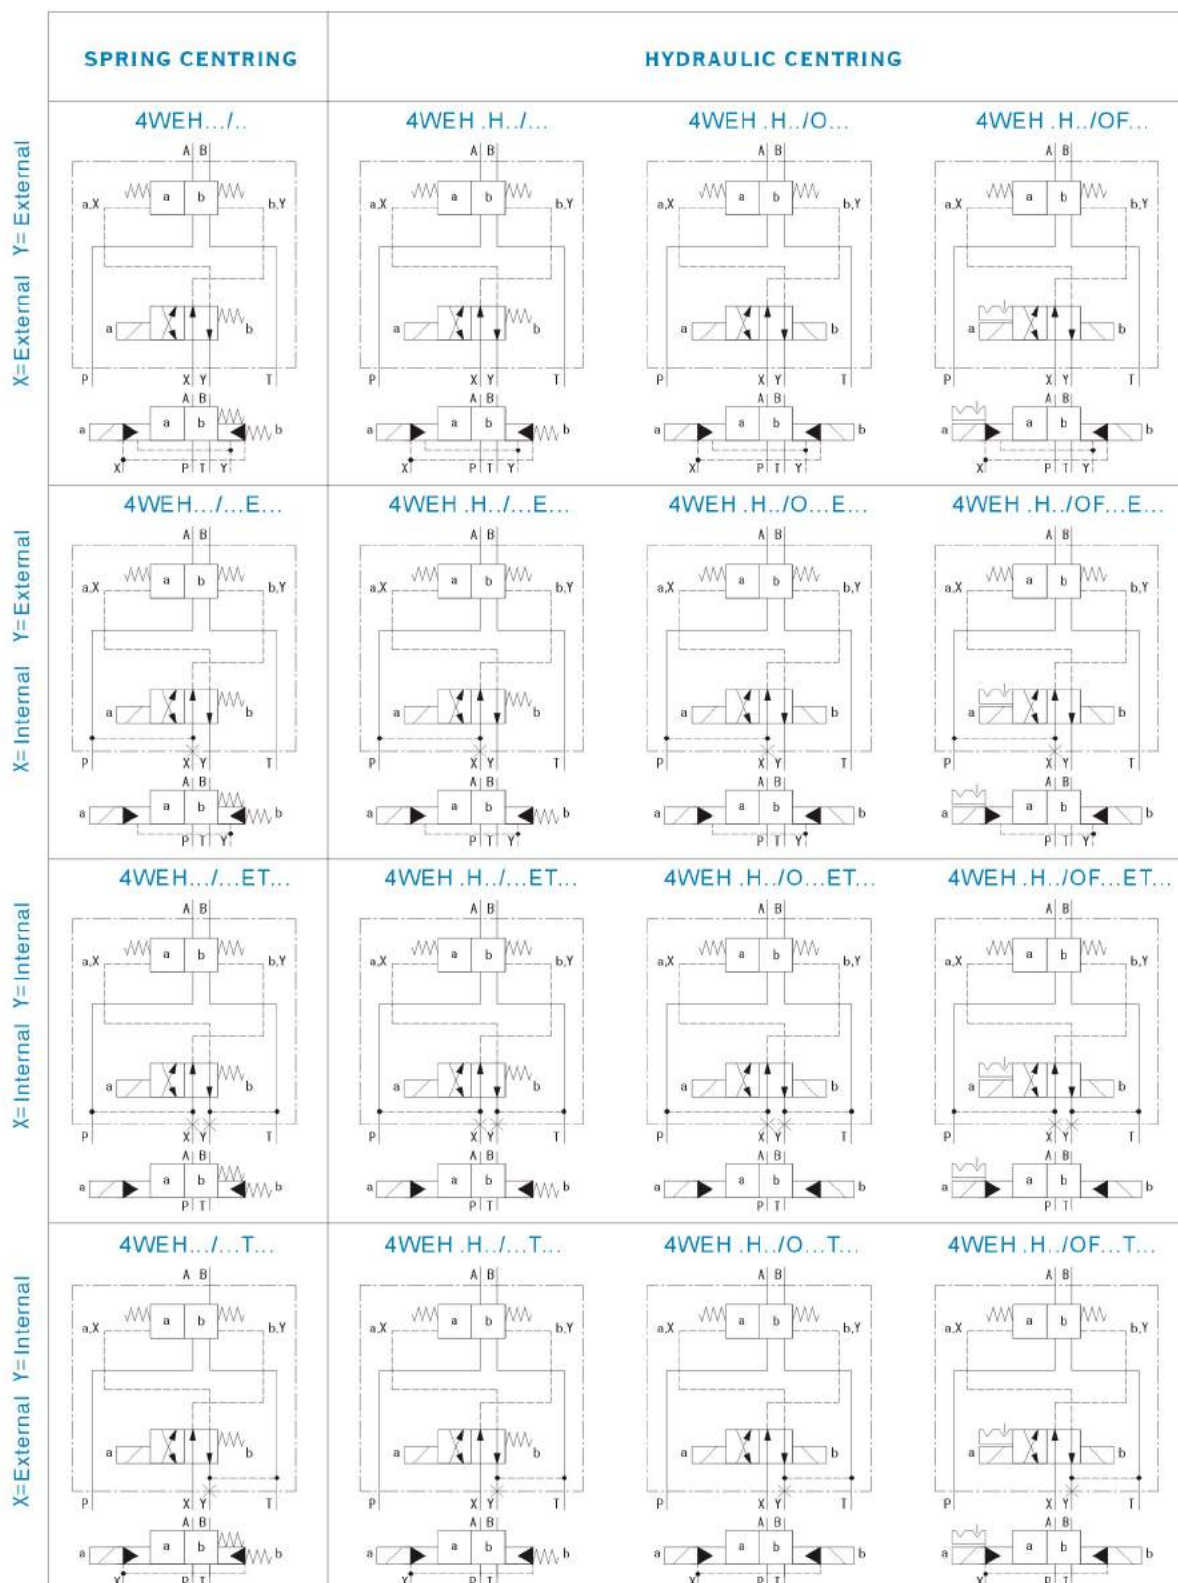 SPRING CENTRING HYDRAULIC CENTRING
X=External Y= External
4WEH.../.. 4WEH .H../... 4WEH .H../O... 4WEH .H../OF...
A B A B A B A B
a b a b a b a b
a,X b,Y a,X b,Y a,X b,Y a,X b,Y
a b a b a b a b
P X Y T P X Y T P X Y T P X Y T
A B A B A B A B
a a b b a a b b a a b b a a b b
X P T Y X P T Y X P T Y X P T Y
X= Internal Y=External
4WEH.../...E... 4WEH .H../...E... 4WEH .H../O...E... 4WEH .H../OF...E...
A B A B A B A B
a b a b a b a b
a,X b,Y a,X b,Y a,X b,Y a,X b,Y
a b a b a b a b
P X Y T P X Y T P X Y T P X Y T
A B A B A B A B
a a b b a a b b a a b b a a b b
P T Y P T Y P T Y P T Y
X= Internal Y= Internal
4WEH.../...ET... 4WEH .H../...ET... 4WEH .H../O...ET... 4WEH .H../OF...ET...
A B A B A B A B
a b a b a b a b
a,X b,Y a,X b,Y a,X b,Y a,X b,Y
a b a b a b a b
P X Y T P X Y T P X Y T P X Y T
A B A B A B A B
a a b b a a b b a a b b a a b b
P T P T P T P T
X=External Y= Internal
4WEH.../...T... 4WEH .H../...T... 4WEH .H../O...T... 4WEH .H../OF...T...
A B A B A B A B
a b a b a b a b
a,X b,Y a,X b,Y a,X b,Y a,X b,Y
a b a b a b a b
P X Y T P X Y T P X Y T P X Y T
A B A B A B A B
a a b b a a b b a a b b a a b b
X P T X P T X P T X P T